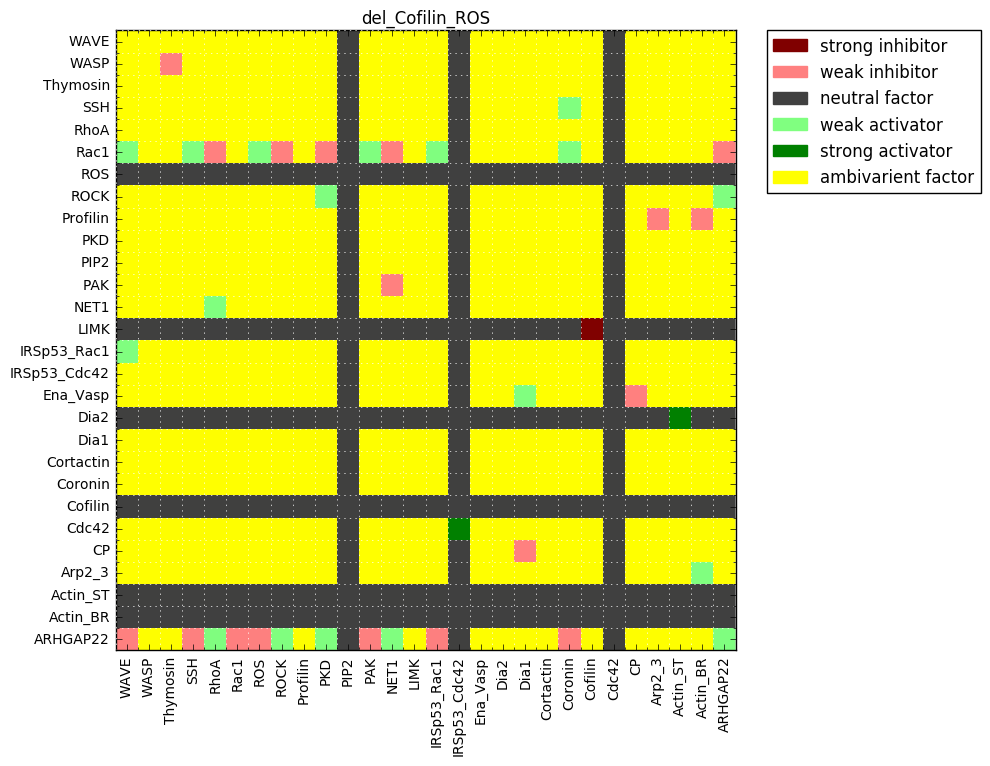 del_Cofilin_ROS
strong inhibitor
weak inhibitor
neutral factor
weak activator
strong activator
ambivarient factor
WAVE
WASP
Thymosin
SSH
RhoA
Rac1
ROS
ROCK
Profilin
PKD
PIP2
PAK
NET1
LIMK
IRSp53_Rac1
IRSp53_Cdc42
Ena_Vasp
Dia2
Dia1
Cortactin
Coronin
Cofilin
Cdc42
CP
Arp2_3
Actin_ST
Actin_BR
ARHGAP22
WAVE
WASP
Thymosin
SSH
RhoA
Rac1
ROS
ROCK
Profilin
PKD
PIP2
PAK
NET1
LIMK
IRSp53_Rac1
IRSp53_Cdc42
Ena_Vasp
Dia2
Dia1
Cortactin
Coronin
Cofilin
Cdc42
CP
Arp2_3
Actin_ST
Actin_BR
ARHGAP22